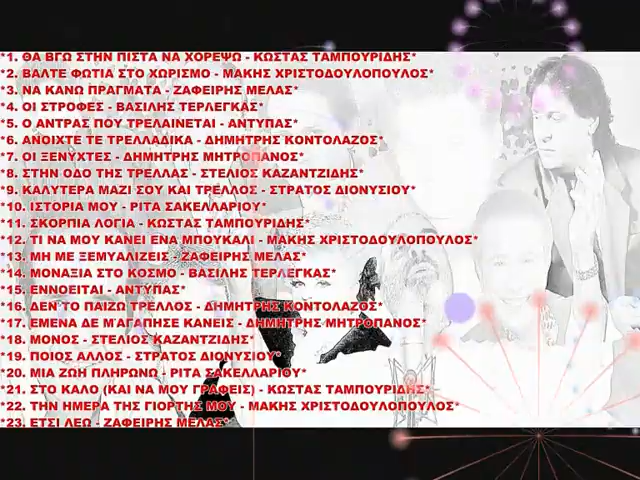 *1. ΘΑ ΒΓΩ ΣΤΗΝ ΠΙΣΤΑ ΝΑ ΧΟΡΕΨΩ - ΚΩΣΤΑΣ ΤΑΜΠΟΥΡΙΔΗΣ*
*2. ΒΑΛΤΕ ΦΩΤΙΑ ΣΤΟ ΧΩΡΙΣΜΟ - ΜΑΚΗΣ ΧΡΙΣΤΟΔΟΥΛΟΠΟΥΛΟΣ*
*3. ΝΑ ΚΑΝΩ ΠΡΑΓΜΑΤΑ - ΖΑΦΕΙΡΗΣ ΜΕΛΑΣ*
*4. ΟΙ ΣΤΡΟΦΕΣ - ΒΑΣΙΛΗΣ ΤΕΡΛΕΓΚΑΣ*
*5. Ο ΑΝΤΡΑΣ ΠΟΥ ΤΡΕΛΑΙΝΕΤΑΙ - ΑΝΤΥΠΑΣ*
*6. ΑΝΟΙΧΤΕ ΤΕ ΤΡΕΛΛΑΔΙΚΑ - ΔΗΜΗΤΡΗΣ ΚΟΝΤΟΛΑΖΟΣ*
*7. ΟΙ ΞΕΝΥΧΤΕΣ - ΔΗΜΗΤΡΗΣ ΜΗΤΡΟΠΑΝΟΣ*
*8. ΣΤΗΝ ΟΔΟ ΤΗΣ ΤΡΕΛΛΑΣ - ΣΤΕΛΙΟΣ ΚΑΖΑΝΤΖΙΔΗΣ*
*9. ΚΑΛΥΤΕΡΑ ΜΑΖΙ ΣΟΥ ΚΑΙ ΤΡΕΛΛΟΣ - ΣΤΡΑΤΟΣ ΔΙΟΝΥΣΙΟΥ*
*10. ΙΣΤΟΡΙΑ ΜΟΥ - ΡΙΤΑ ΣΑΚΕΛΛΑΡΙΟΥ*
*11. ΣΚΟΡΠΙΑ ΛΟΓΙΑ - ΚΩΣΤΑΣ ΤΑΜΠΟΥΡΙΔΗΣ*
*12. ΤΙ ΝΑ ΜΟΥ ΚΑΝΕΙ ΕΝΑ ΜΠΟΥΚΑΛΙ - ΜΑΚΗΣ ΧΡΙΣΤΟΔΟΥΛΟΠΟΥΛΟΣ*
*13. ΜΗ ΜΕ ΞΕΜΥΑΛΙΖΕΙΣ - ΖΑΦΕΙΡΗΣ ΜΕΛΑΣ*
*14. ΜΟΝΑΞΙΑ ΣΤΟ ΚΟΣΜΟ - ΒΑΣΙΛΗΣ ΤΕΡΛΕΓΚΑΣ*
*15. ΕΝΝΟΕΙΤΑΙ - ΑΝΤΥΠΑΣ*
*16. ΔΕΝ ΤΟ ΠΑΙΖΩ ΤΡΕΛΛΟΣ - ΔΗΜΗΤΡΗΣ ΚΟΝΤΟΛΑΖΟΣ*
*17. ΕΜΕΝΑ ΔΕ Μ'ΑΓΑΠΗΣΕ ΚΑΝΕΙΣ - ΔΗΜΗΤΡΗΣ ΜΗΤΡΟΠΑΝΟΣ*
*18. ΜΟΝΟΣ - ΣΤΕΛΙΟΣ ΚΑΖΑΝΤΖΙΔΗΣ*
*19. ΠΟΙΟΣ ΑΛΛΟΣ - ΣΤΡΑΤΟΣ ΔΙΟΝΥΣΙΟΥ*
*20. ΜΙΑ ΖΩΗ ΠΛΗΡΩΝΩ - ΡΙΤΑ ΣΑΚΕΛΛΑΡΙΟΥ*
*21. ΣΤΟ ΚΑΛΟ (ΚΑΙ ΝΑ ΜΟΥ ΓΡΑΦΕΙΣ) - ΚΩΣΤΑΣ ΤΑΜΠΟΥΡΙΔΗΣ*
*22. ΤΗΝ ΗΜΕΡΑ ΤΗΣ ΓΙΟΡΤΗΣ ΜΟΥ - ΜΑΚΗΣ ΧΡΙΣΤΟΔΟΥΛΟΠΟΥΛΟΣ*
*23. ΕΤΣΙ ΛΕΩ - ΖΑΦΕΙΡΗΣ ΜΕΛΑΣ*